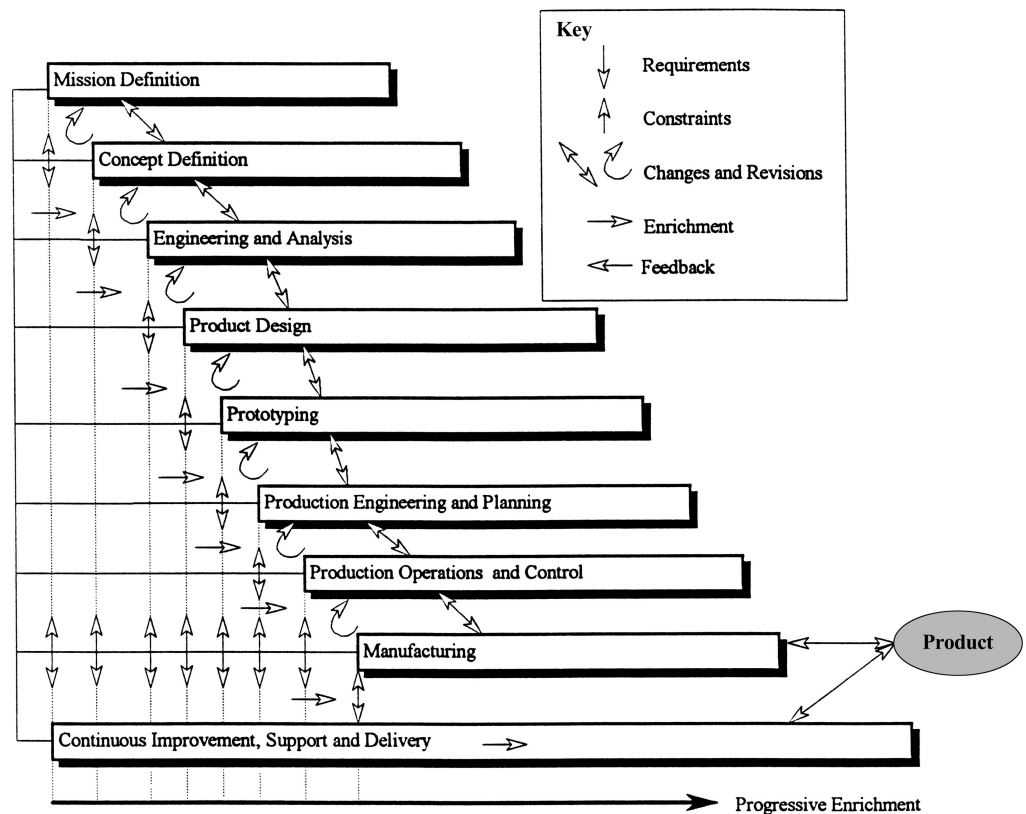 Key
Requirements
Constraints
Changes and Revisions
Enrichment
Feedback
Mission Definition
Concept Definition
Engineering and Analysis
Product Design
Prototyping
Production Engineering and Planning
Production Operations and Control
Manufacturing
Product
Continuous Improvement, Support and Delivery
Progressive Enrichment